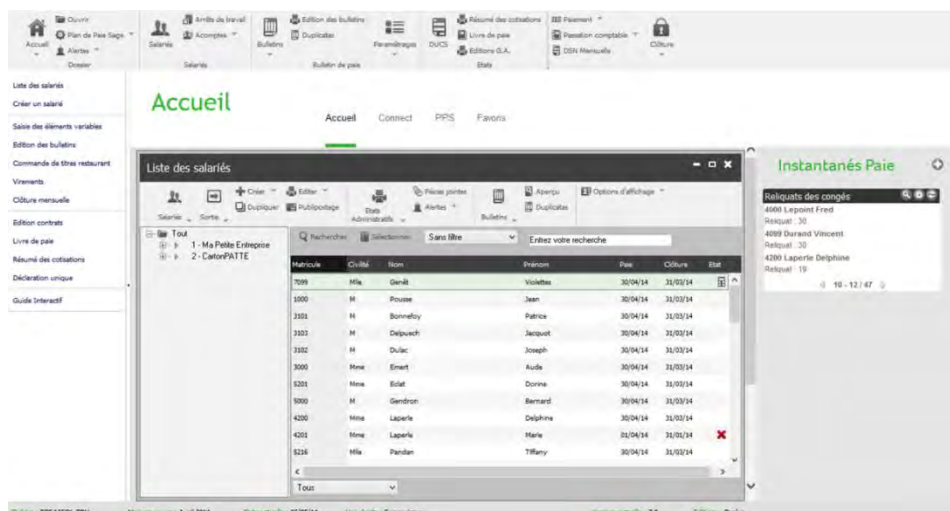 Ouvrir
Plan de Paie Sage
Alertes
Accueil
Dossier
Salariés
Arrêts de travail
Acomptes
Salariés
Bulletins
Edition des bulletins
Duplicatas
Bulletin de paie
Paramétrages
DUCS
Résumé des cotisations
Livre de paie
Editions O.A.
Etats
Paiement
Passation comptable
DSN Mensuelle
Clôture
Liste des salariés
Créer un salarié
Saisie des éléments variables
Edition des bulletins
Commande de titres restaurant
Virements
Clôture mensuelle
Edition contrats
Livre de paie
Résumé des cotisations
Déclaration unique
Guide Interactif
Accueil
Accueil Connect PPS Favoris
Liste des salariés
Salariés
Sortie
Créer
Dupliquer
Editer
Publipostage
Etats Administratifs
Pièces jointes
Alertes
Bulletins
Aperçu
Duplicatas
Options d'affichage
Tout
1 - Ma Petite Entreprise
2 - CartonPATTE
Rechercher Sélectionner Sans filtre Entrez votre recherche
Matricule Civilité Nom Prénom Paie Clôture Etat
7099 Mlle Genêt Violettes 30/04/14 31/03/14
1000 M Pousse Jean 30/04/14 31/03/14
3101 M Bonnefoy Patrice 30/04/14 31/03/14
3103 M Delpuech Jacquot 30/04/14 31/03/14
3102 M Dulac Joseph 30/04/14 31/03/14
3000 Mme Emart Aude 30/04/14 31/03/14
5201 Mme Eclat Dorine 30/04/14 31/03/14
5000 M Gendron Bernard 30/04/14 31/03/14
4200 Mme Laperle Delphine 30/04/14 31/03/14
4201 Mme Laperle Marie 01/04/14 31/01/14
5216 Mlle Pandan Tiffany 30/04/14 31/03/14
Tous
Instantanés Paie
Reliquats des congés
4000 Lepoint Fred
Reliquat : 30
4099 Durand Vincent
Reliquat : 30
4200 Laperle Delphine
Reliquat : 19
10 - 12 / 47